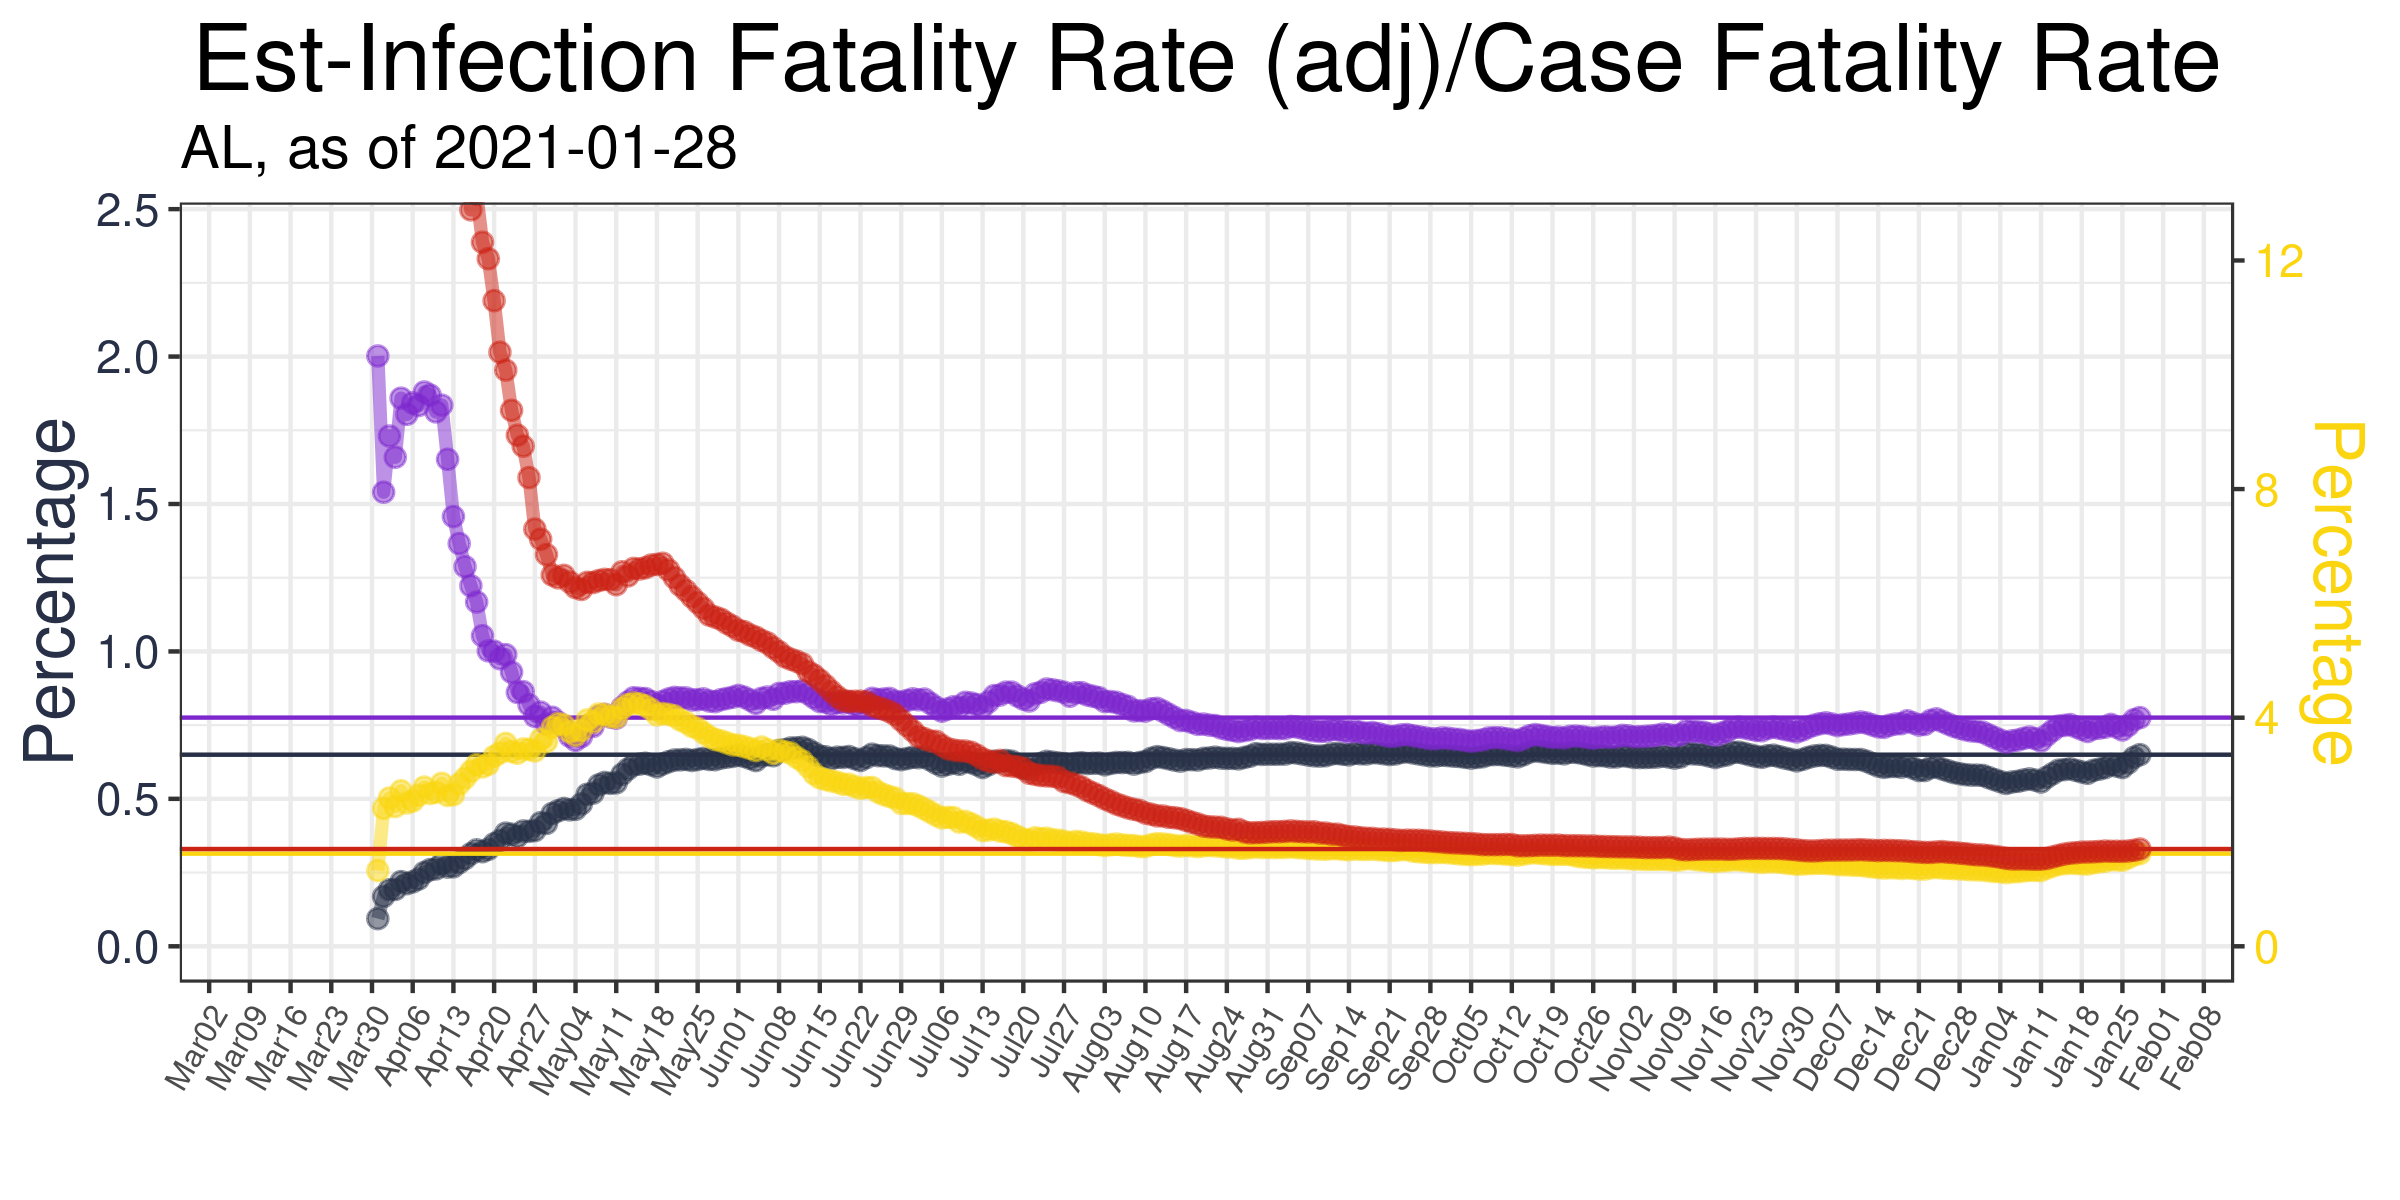 Est-Infection Fatality Rate (adj)/Case Fatality Rate
AL, as of 2021-01-28
Percentage
2.5
2.0
1.5
1.0
0.5
0.0
12
8
4
0
Percentage
Mar02
Mar09
Mar16
Mar23
Mar30
Apr06
Apr13
Apr20
Apr27
May04
May11
May18
May25
Jun01
Jun08
Jun15
Jun22
Jun29
Jul06
Jul13
Jul20
Jul27
Aug03
Aug10
Aug17
Aug24
Aug31
Sep07
Sep14
Sep21
Sep28
Oct05
Oct12
Oct19
Oct26
Nov02
Nov09
Nov16
Nov23
Nov30
Dec07
Dec14
Dec21
Dec28
Jan04
Jan11
Jan18
Jan25
Feb01
Feb08